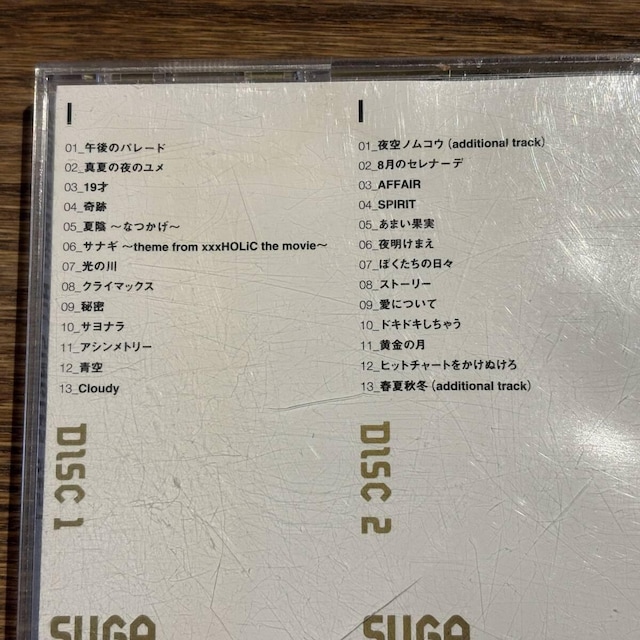 01_午後のパレード
02_真夏の夜のユメ
03_19才
04_奇跡
05_夏陰 〜なつかげ〜
06_サナギ 〜theme from xxxHOLiC the movie〜
07_光の川
08_クライマックス
09_秘密
10_サヨナラ
11_アシンメトリー
12_青空
13_Cloudy
DISC 1
SUGA
01_夜空ノムコウ (additional track)
02_8月のセレナーデ
03_AFFAIR
04_SPIRIT
05_あまい果実
06_夜明けまえ
07_ぼくたちの日々
08_ストーリー
09_愛について
10_ドキドキしちゃう
11_黄金の月
12_ヒットチャートをかけぬけろ
13_春夏秋冬 (additional track)
DISC 2
SUGA